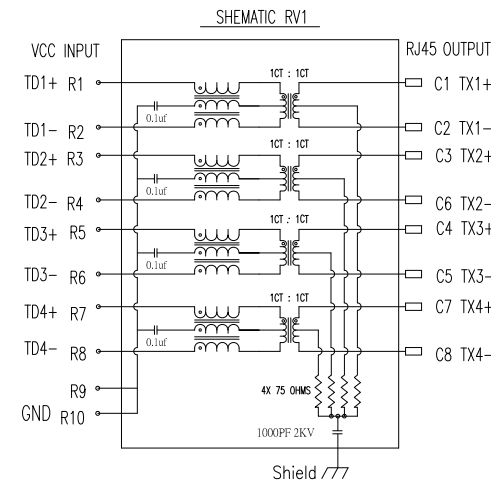 SHEMATIC RV1
VCC INPUT
RJ45 OUTPUT
TD1+ R1
1CT : 1CT
C1 TX1+
0.1uf
TD1- R2
C2 TX1-
TD2+ R3
1CT : 1CT
C3 TX2+
0.1uf
TD2- R4
C6 TX2-
TD3+ R5
1CT : 1CT
C4 TX3+
0.1uf
TD3- R6
C5 TX3-
TD4+ R7
1CT : 1CT
C7 TX4+
0.1uf
TD4- R8
C8 TX4-
R9
4X 75 OHMS
GND R10
1000PF 2KV
Shield